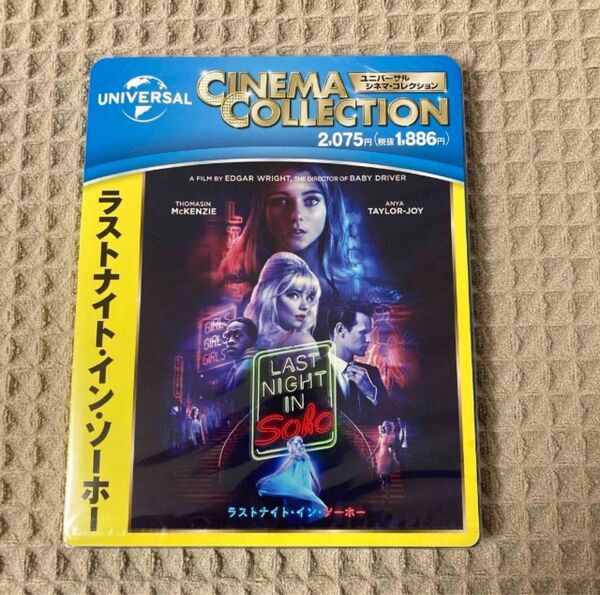 UNIVERSAL
CINEMA
COLLECTION
ユニバーサル
シネマ・コレクション
2,075円(税抜1,886円)
ラストナイト・イン・ソーホー
A FILM BY EDGAR WRIGHT, THE DIRECTOR OF BABY DRIVER
THOMASIN
McKENZIE
ANYA
TAYLOR-JOY
GIRLS
GIRLS
GIRLS
LAST
NIGHT
IN
SoHo
ラストナイト・イン・ソーホー